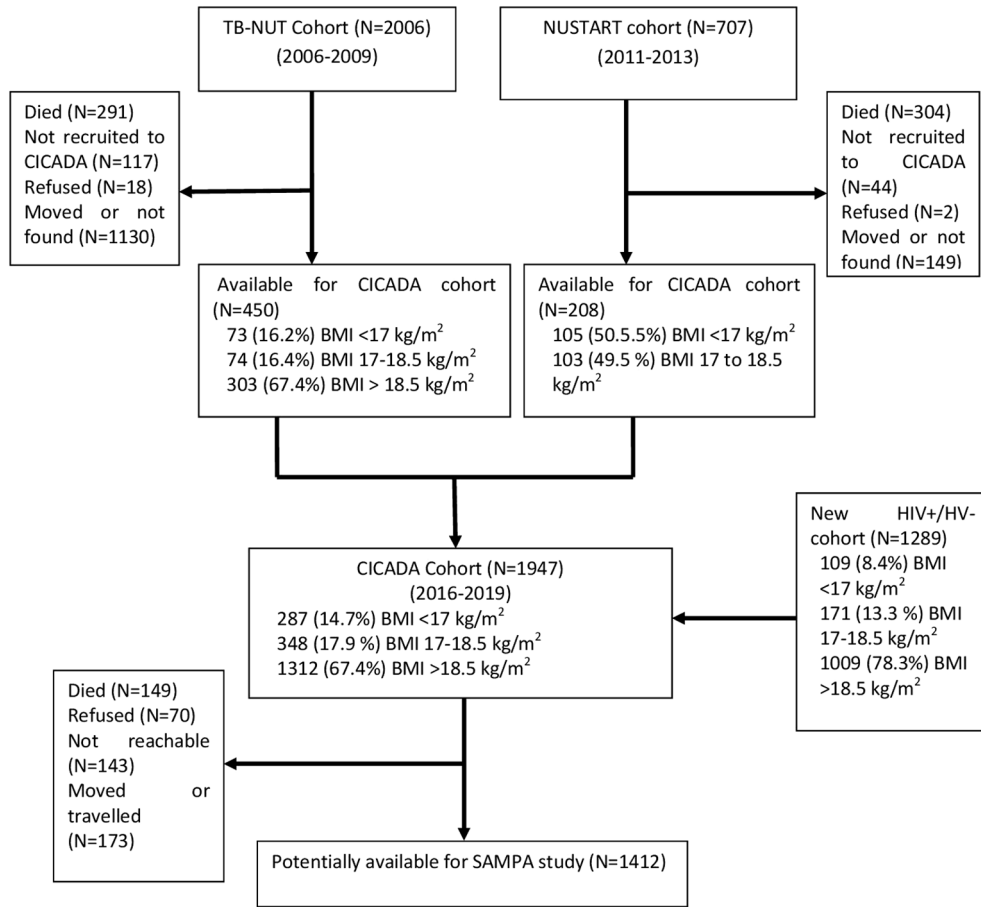 TB-NUT Cohort (N=2006)
(2006-2009)
NUSTART cohort (N=707)
(2011-2013)
Died (N=291)
Not recruited to
CICADA (N=117)
Refused (N=18)
Moved or not
found (N=1130)
Died (N=304)
Not recruited
to CICADA
(N=44)
Refused (N=2)
Moved or not
found (N=149)
Available for CICADA cohort
(N=450)
73 (16.2%) BMI <17 kg/m²
74 (16.4%) BMI 17-18.5 kg/m²
303 (67.4%) BMI > 18.5 kg/m²
Available for CICADA cohort
(N=208)
105 (50.5.5%) BMI <17 kg/m²
103 (49.5 %) BMI 17 to 18.5
kg/m²
New HIV+/HV-
cohort (N=1289)
109 (8.4%) BMI
<17 kg/m²
171 (13.3 %) BMI
17-18.5 kg/m²
1009 (78.3%) BMI
>18.5 kg/m²
CICADA Cohort (N=1947)
(2016-2019)
287 (14.7%) BMI <17 kg/m²
348 (17.9 %) BMI 17-18.5 kg/m²
1312 (67.4%) BMI >18.5 kg/m²
Died (N=149)
Refused (N=70)
Not reachable
(N=143)
Moved or
travelled
(N=173)
Potentially available for SAMPA study (N=1412)